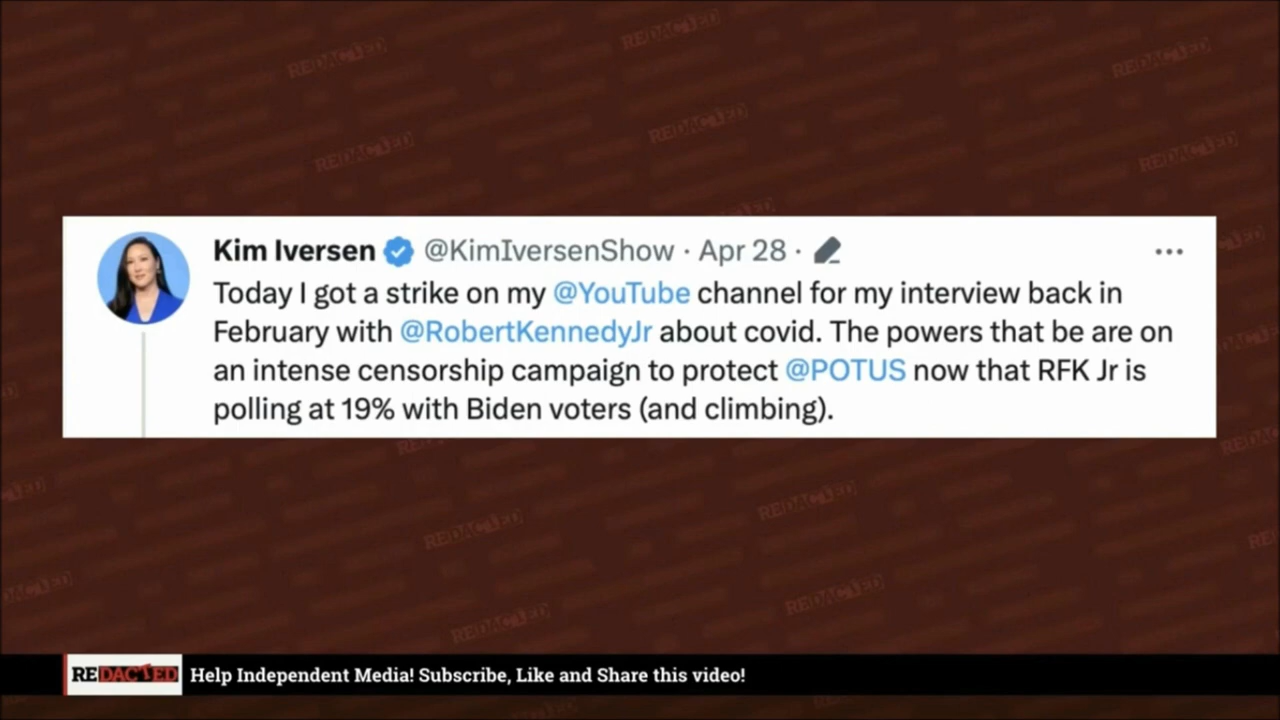 Kim Iversen @KimIversenShow · Apr 28 ·
Today I got a strike on my @YouTube channel for my interview back in
February with @RobertKennedyJr about covid. The powers that be are on
an intense censorship campaign to protect @POTUS now that RFK Jr is
polling at 19% with Biden voters (and climbing).
REDACTED Help Independent Media! Subscribe, Like and Share this video!